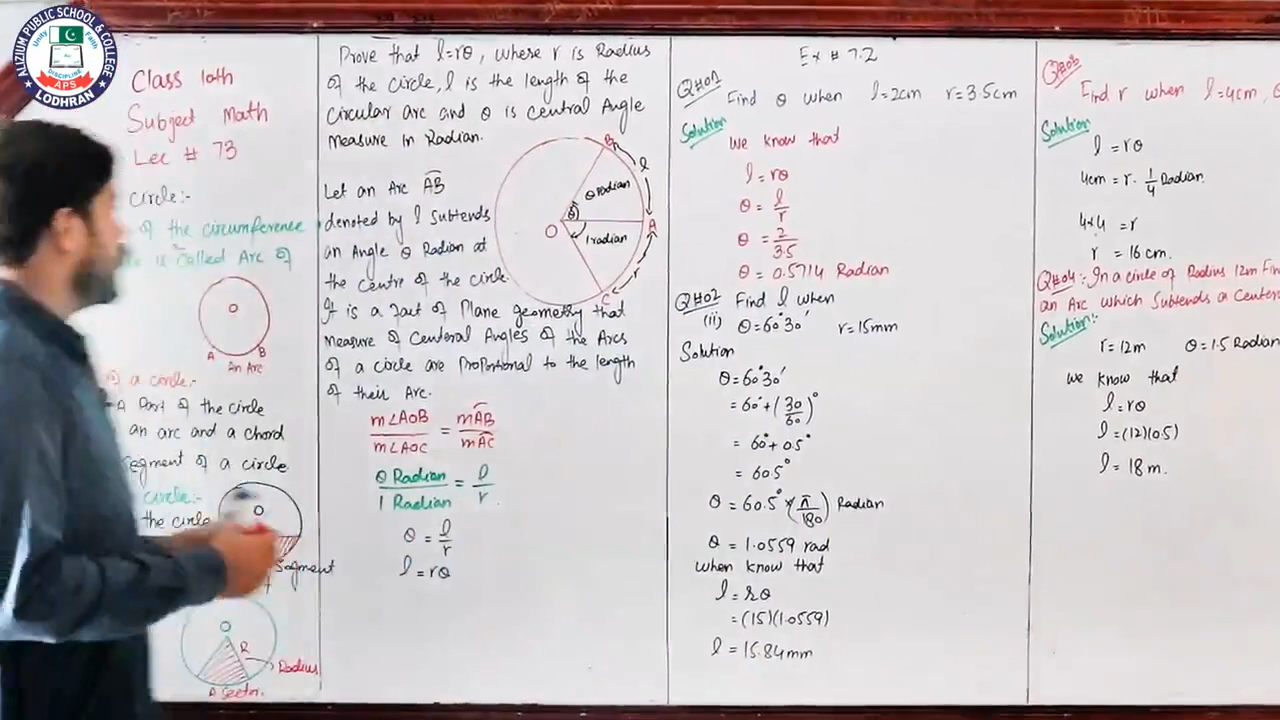 ALIZIUM PUBLIC SCHOOL & COLLEGE
Unity
Faith
DISCIPLINE
APS
LODHRAN
Class 10th
Subject Math
Lec # 73
circle:-
of the circumference
is called Arc of
O
A
B
An Arc
of a circle:-
A Part of the circle
an arc and a chord
segment of a circle
circle:-
the circle
O
Segment
O
R
Radius
A Sector.
Prove that l=rθ, where r is Radius
of the circle, l is the length of the
circular arc and θ is central Angle
measure in Radian.
Let an Arc AB
denoted by l subtends
an Angle θ Radian at
the centre of the circle.
B
l
θ radian
θ
O
A
1 radian
r
C
It is a fact of Plane geometry that
measure of Centeral Angles of the Arcs
of a circle are Proportional to the length
of their Arc.
m∠AOB / m∠AOC = mAB / mAC
θ Radian / 1 Radian = l / r.
θ = l/r
l = rθ
Ex # 7.2
Q#01
Find θ when l=2cm r=3.5cm
Solution
We know that
l = rθ
θ = l/r
θ = 2/3.5
θ = 0.5714 Radian
Q#02 Find l when
(ii) θ=60°30′ r=15mm
Solution
θ=60°30′
= 60°+(30/60)°
= 60°+0.5°
= 60.5°
θ = 60.5° × (π/180) Radian
θ = 1.0559 rad
when know that
l = rθ
= (15)(1.0559)
l = 15.84mm
Q#03
Find r when l=4cm,
Solution
l = rθ
4cm = r. 1/4 Radian
4×4 = r
r = 16cm.
Q#04:- In a circle of Radius 12m Fin
an Arc which Subtends a Center
Solution:-
r=12m θ=1.5 Radian
we know that
l=rθ
l=(12)(0.5)
l = 18m.